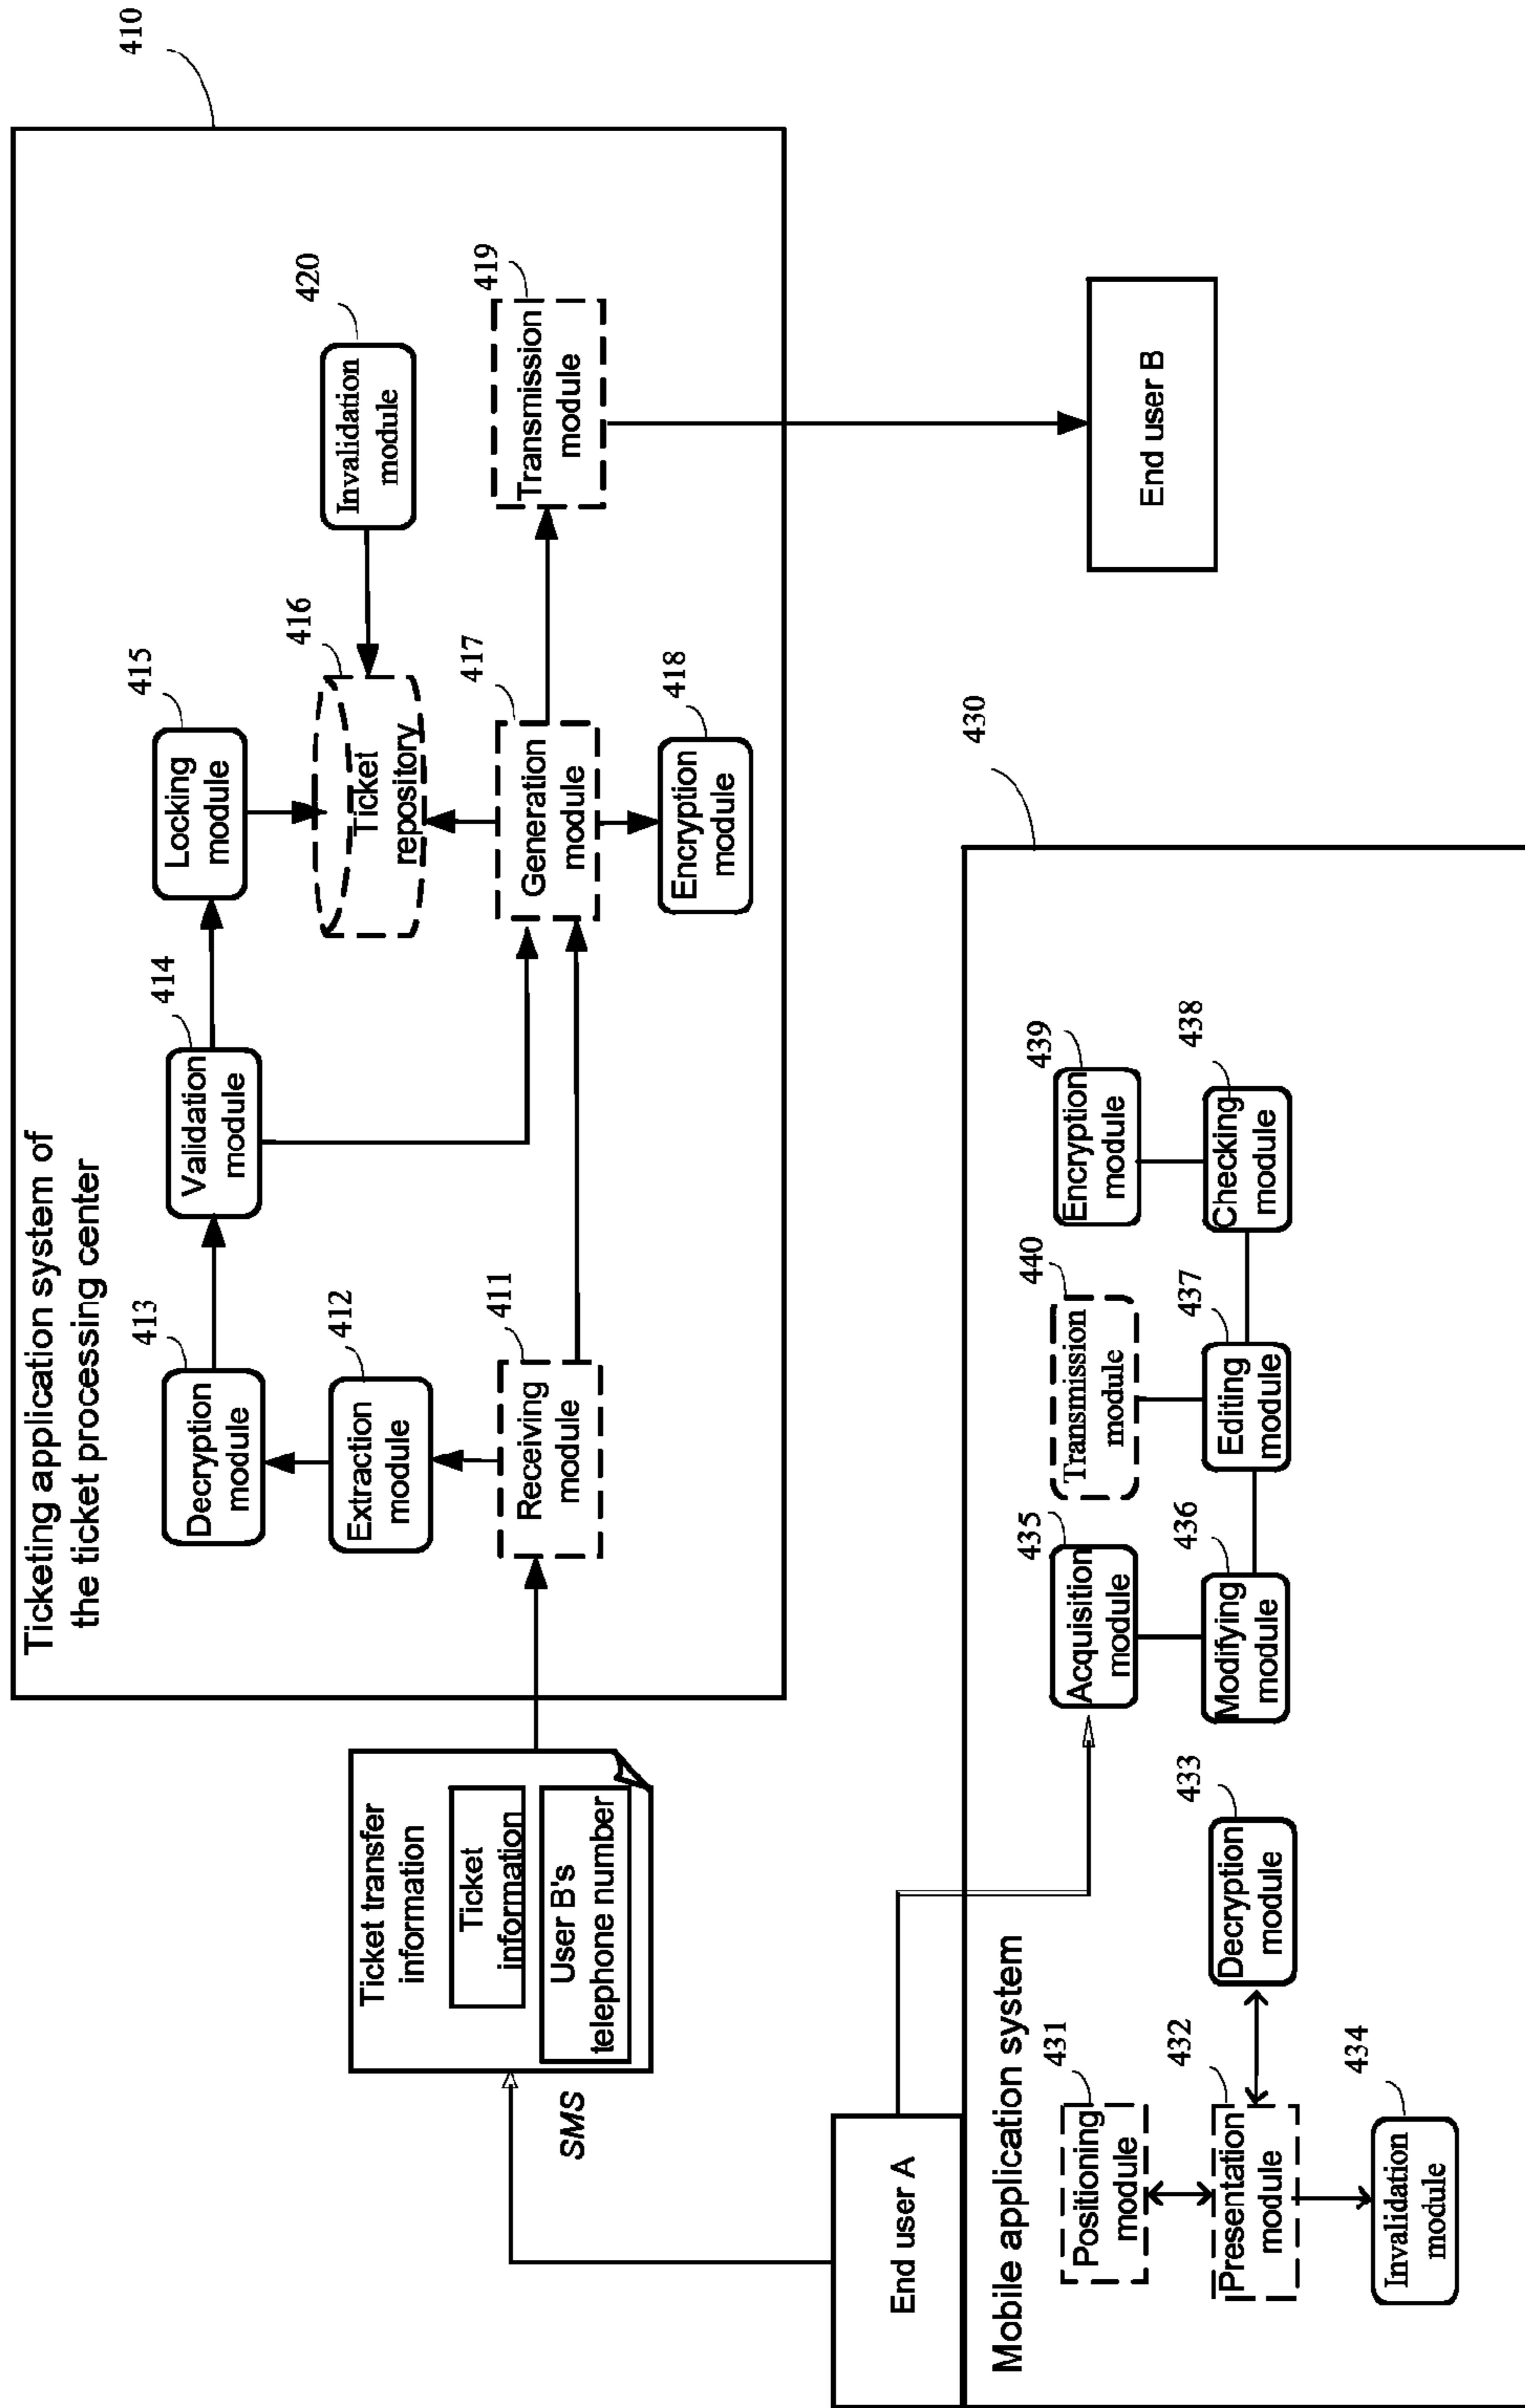 Ticketing application system of
the ticket processing center
410
Decryption
module
413
Validation
module
414
Locking
module
415
Extraction
module
412
Ticket
repository
416
Invalidation
module
420
Receiving
module
411
Generation
module
417
Transmission
module
419
Encryption
module
418
Ticket transfer
information
Ticket
information
User B's
telephone number
SMS
End user A
End user B
Mobile application system
430
Positioning
module
431
Presentation
module
432
Decryption
module
433
Invalidation
module
434
Acquisition
module
435
Modifying
module
436
Transmission
module
440
Editing
module
437
Encryption
module
439
Checking
module
438